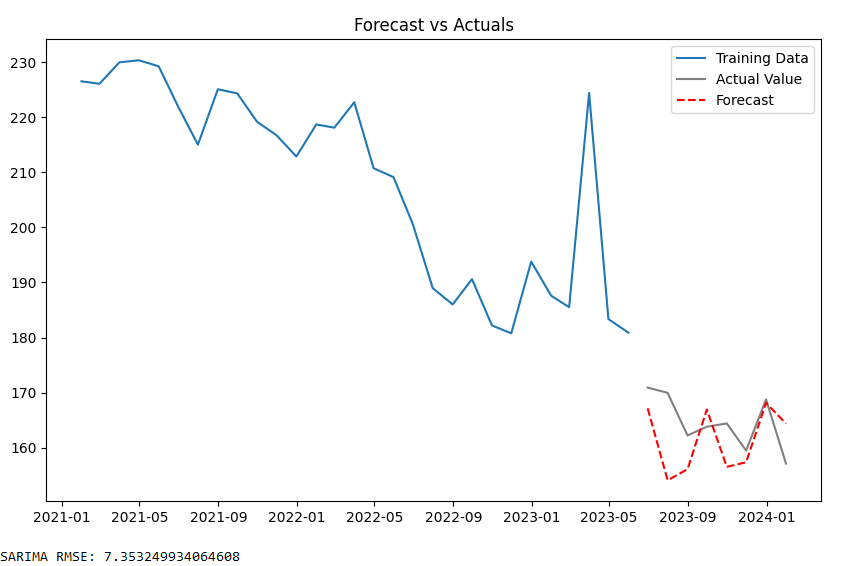 Forecast vs Actuals
Training Data
Actual Value
Forecast
230
220
210
200
190
180
170
160
2021-01 2021-05 2021-09 2022-01 2022-05 2022-09 2023-01 2023-05 2023-09 2024-01
SARIMA RMSE: 7.353249934064608